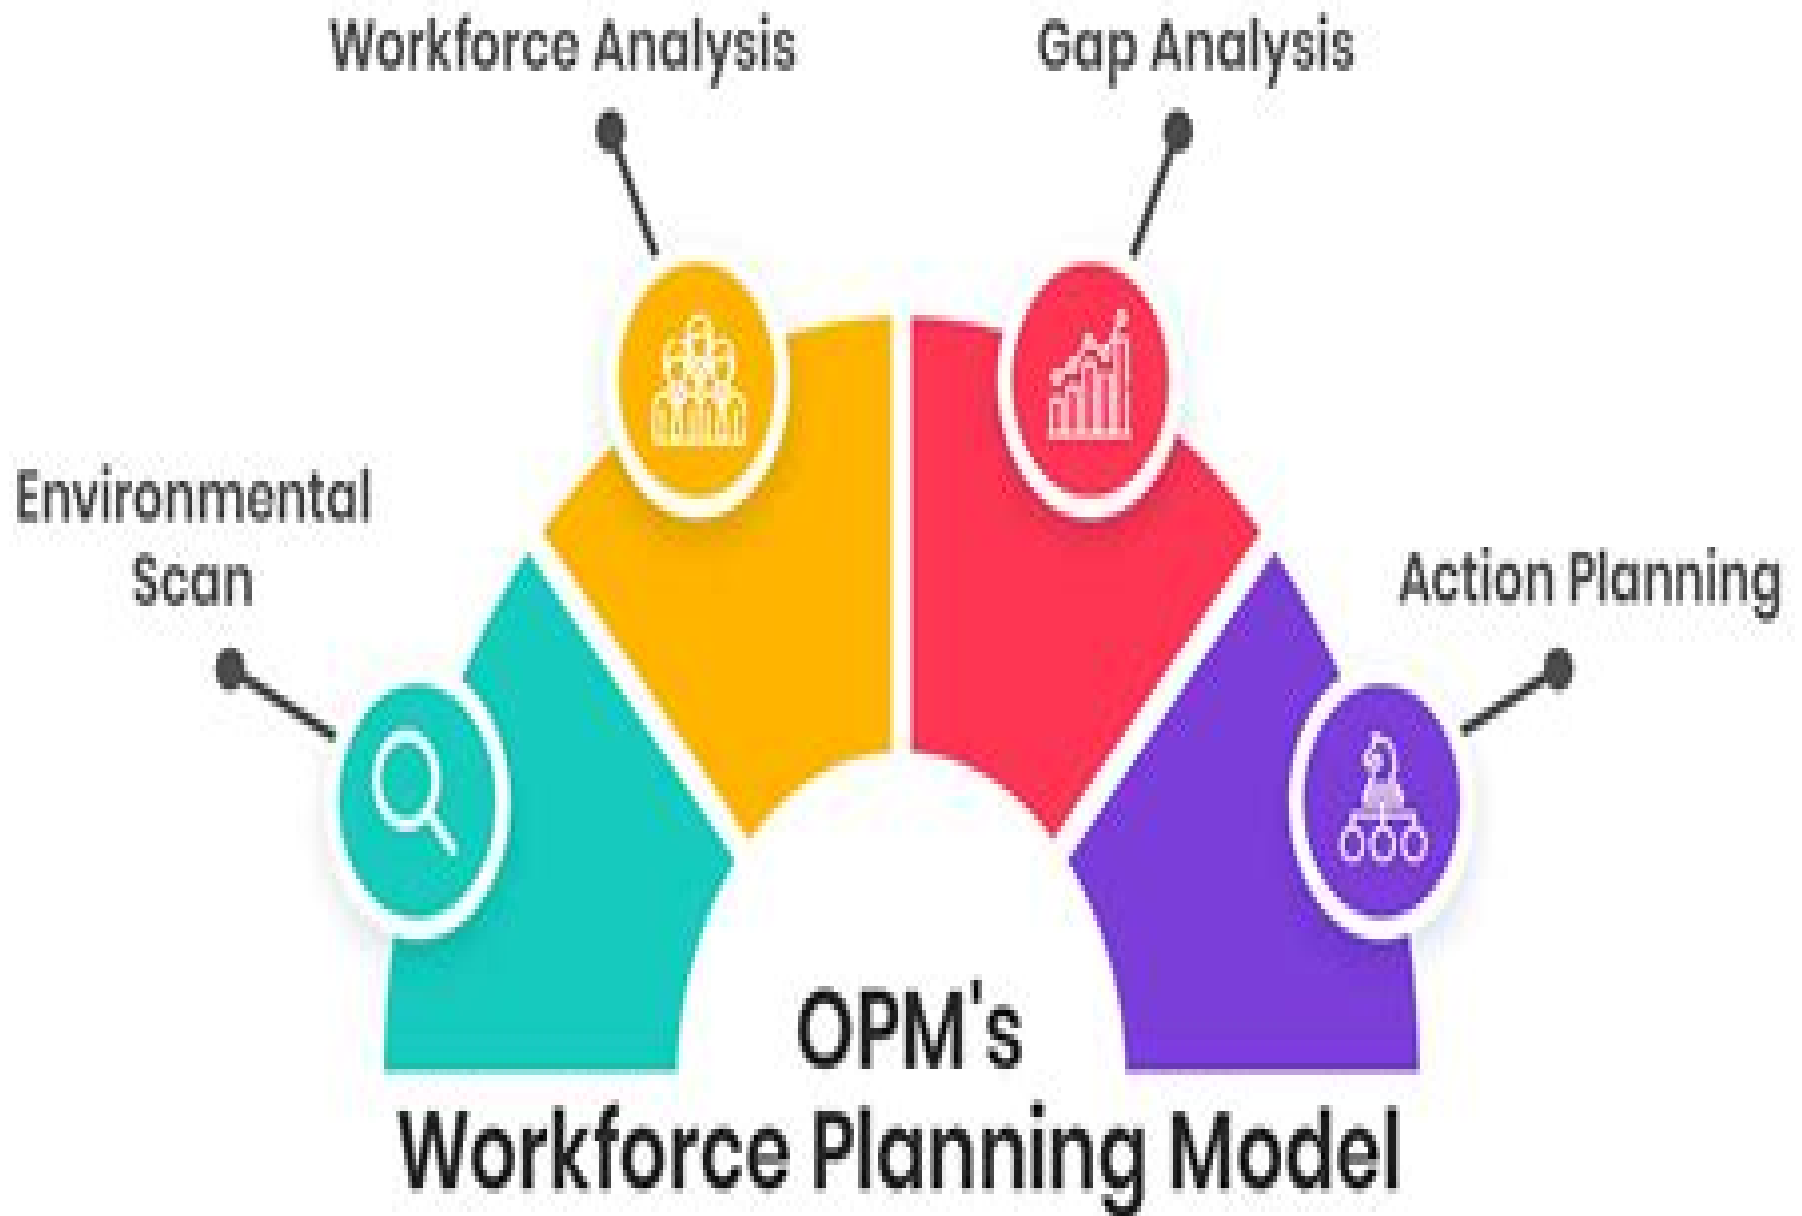 Workforce Analysis
Gap Analysis
Environmental
Scan
Action Planning
OPM's
Workforce Planning Model